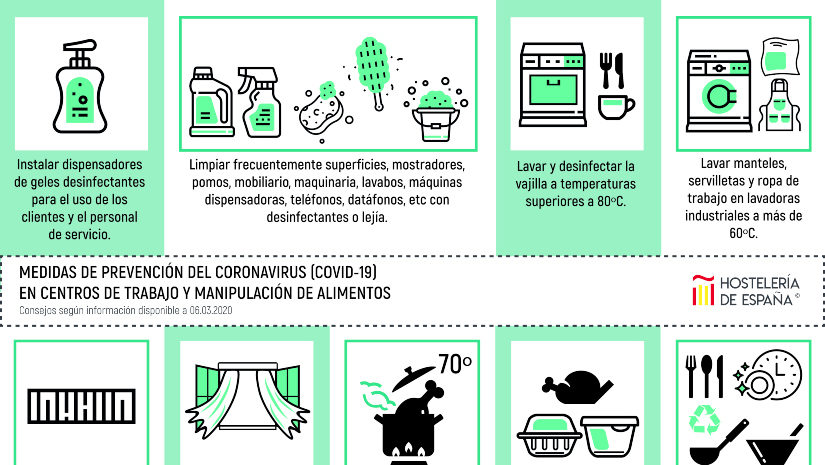 Instalar dispensadores
de geles desinfectantes
para el uso de los
clientes y el personal
de servicio.
Limpiar frecuentemente superficies, mostradores,
pomos, mobiliario, maquinaria, lavabos, máquinas
dispensadoras, teléfonos, datáfonos, etc con
desinfectantes o lejía.
Lavar y desinfectar la
vajilla a temperaturas
superiores a 80ºC.
Lavar manteles,
servilletas y ropa de
trabajo en lavadoras
industriales a más de
60ºC.
MEDIDAS DE PREVENCIÓN DEL CORONAVIRUS (COVID-19)
EN CENTROS DE TRABAJO Y MANIPULACIÓN DE ALIMENTOS
Consejos según información disponible a 06.03.2020
HOSTELERÍA
DE ESPAÑA®
70º